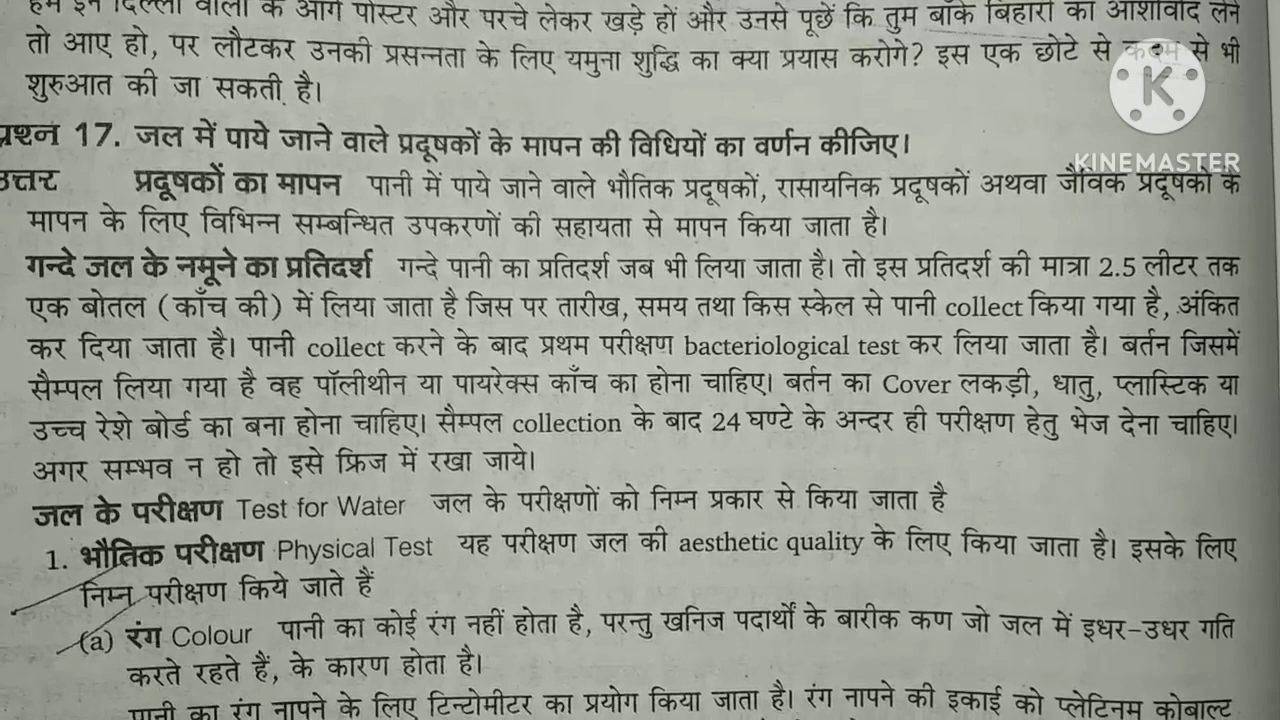 हम इन दिल्ली वालों के आगे पोस्टर और परचे लेकर खड़े हों और उनसे पूछें कि तुम बाँके बिहारी का आशीर्वाद लेने
तो आए हो, पर लौटकर उनकी प्रसन्नता के लिए यमुना शुद्धि का क्या प्रयास करोगे? इस एक छोटे से कदम से भी
शुरुआत की जा सकती है।
K
KINEMASTER
प्रश्न 17. जल में पाये जाने वाले प्रदूषकों के मापन की विधियों का वर्णन कीजिए।
उत्तर प्रदूषकों का मापन पानी में पाये जाने वाले भौतिक प्रदूषकों, रासायनिक प्रदूषकों अथवा जैविक प्रदूषकों के
मापन के लिए विभिन्न सम्बन्धित उपकरणों की सहायता से मापन किया जाता है।
गन्दे जल के नमूने का प्रतिदर्श गन्दे पानी का प्रतिदर्श जब भी लिया जाता है। तो इस प्रतिदर्श की मात्रा 2.5 लीटर तक
एक बोतल (काँच की) में लिया जाता है जिस पर तारीख, समय तथा किस स्केल से पानी collect किया गया है, अंकित
कर दिया जाता है। पानी collect करने के बाद प्रथम परीक्षण bacteriological test कर लिया जाता है। बर्तन जिसमें
सैम्पल लिया गया है वह पॉलीथीन या पायरेक्स काँच का होना चाहिए। बर्तन का Cover लकड़ी, धातु, प्लास्टिक या
उच्च रेशे बोर्ड का बना होना चाहिए। सैम्पल collection के बाद 24 घण्टे के अन्दर ही परीक्षण हेतु भेज देना चाहिए।
अगर सम्भव न हो तो इसे फ्रिज में रखा जाये।
जल के परीक्षण Test for Water जल के परीक्षणों को निम्न प्रकार से किया जाता है
1. भौतिक परीक्षण Physical Test यह परीक्षण जल की aesthetic quality के लिए किया जाता है। इसके लिए
निम्न परीक्षण किये जाते हैं
(a) रंग Colour पानी का कोई रंग नहीं होता है, परन्तु खनिज पदार्थों के बारीक कण जो जल में इधर-उधर गति
करते रहते हैं, के कारण होता है।
पानी का रंग नापने के लिए टिन्टोमीटर का प्रयोग किया जाता है। रंग नापने की इकाई को प्लेटिनम कोबाल्ट